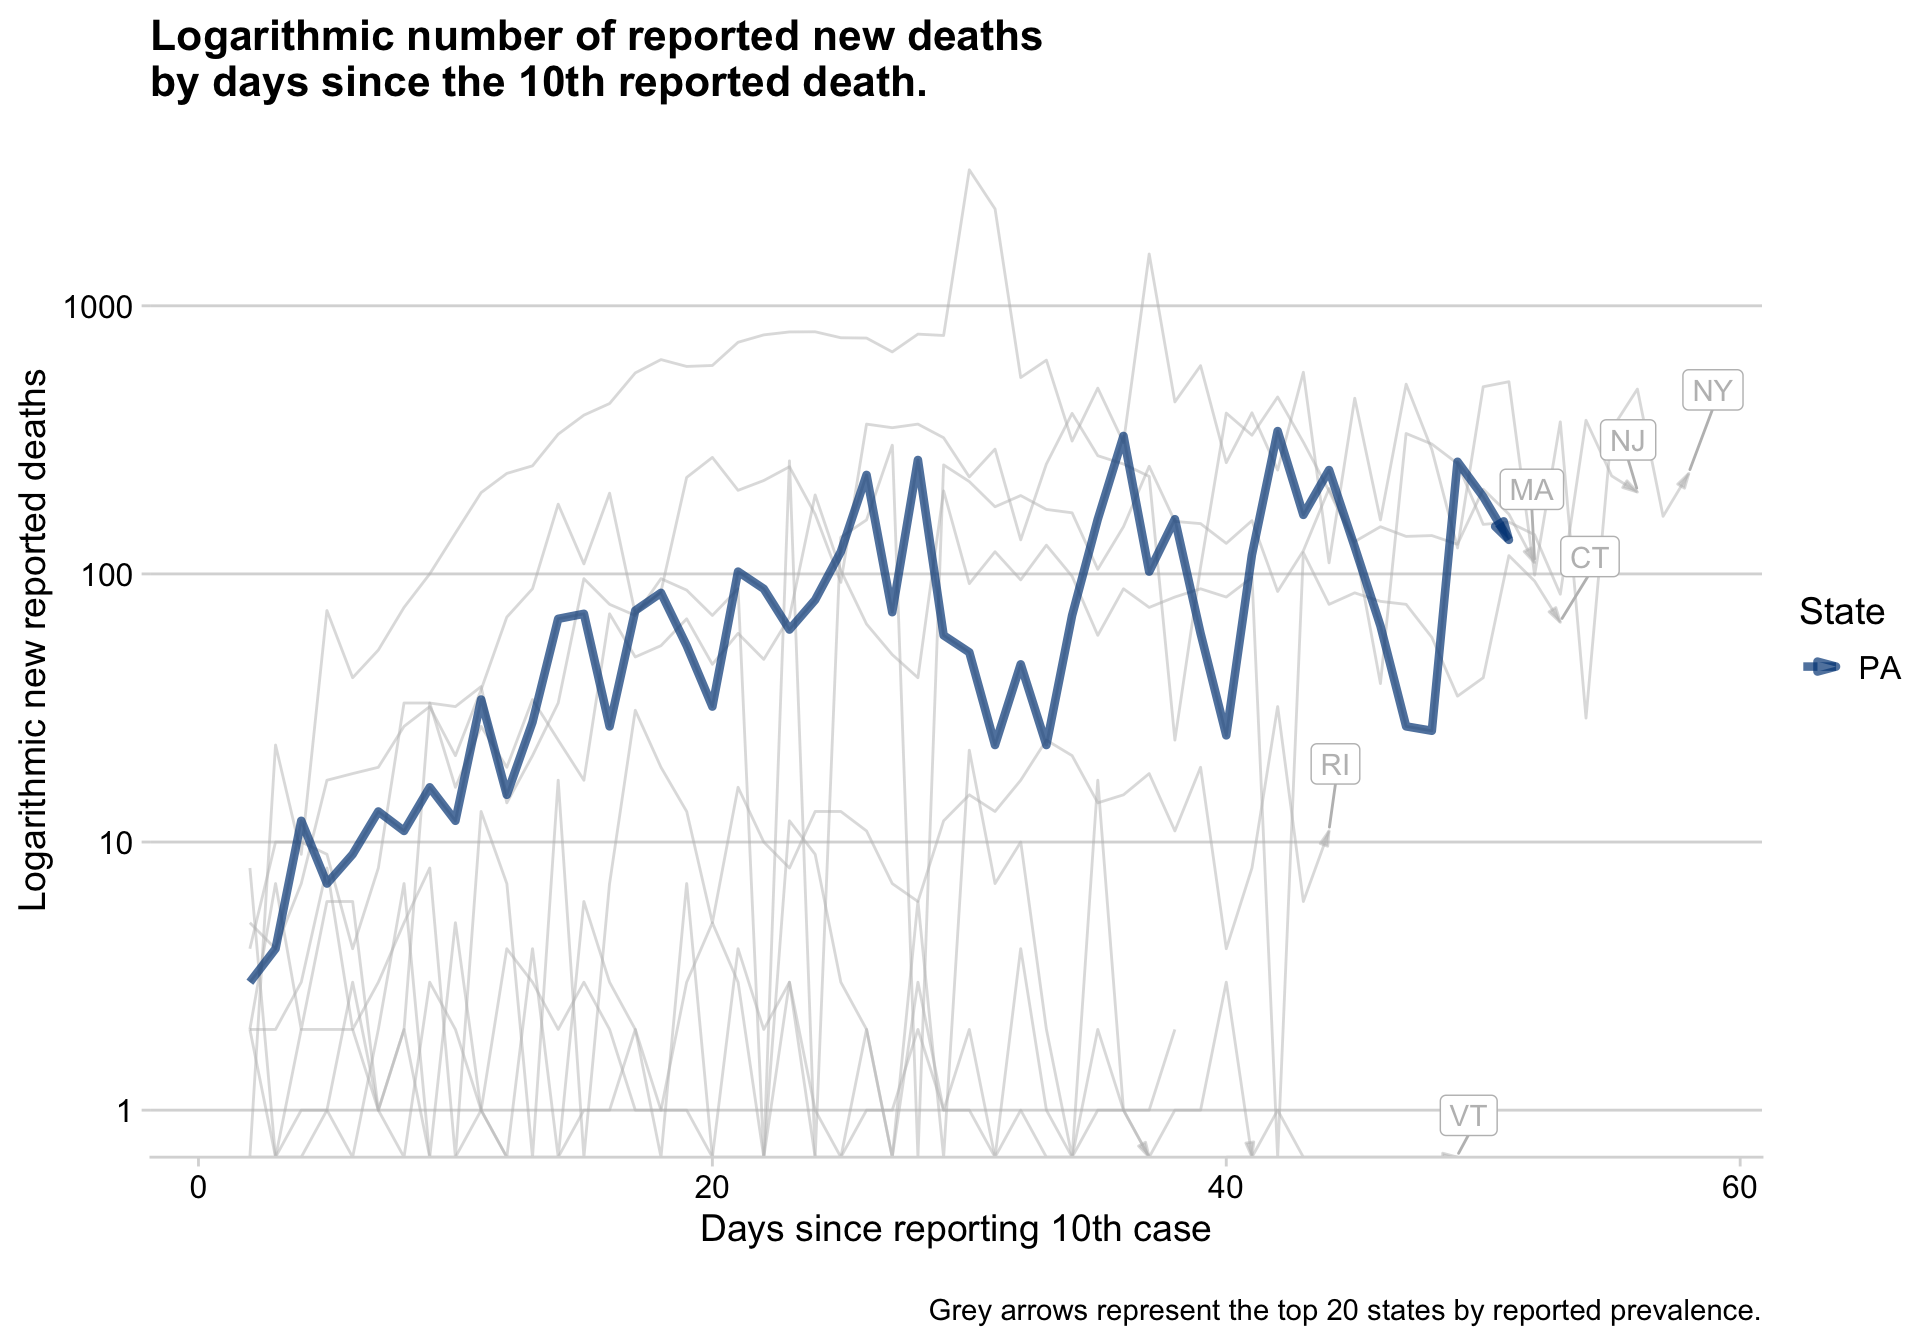 Logarithmic number of reported new deaths
by days since the 10th reported death.
Logarithmic new reported deaths
1000
100
10
1
NY
NJ
MA
CT
RI
VT
State
PA
0
20
40
60
Days since reporting 10th case
Grey arrows represent the top 20 states by reported prevalence.